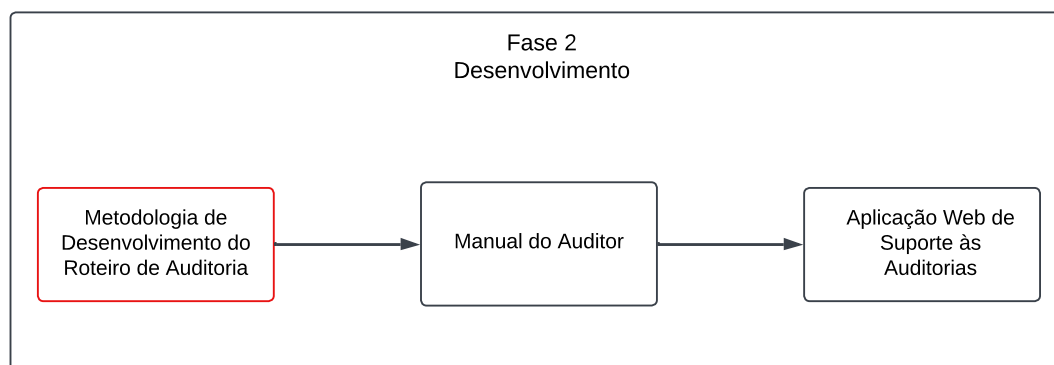 Fase 2
Desenvolvimento
Metodologia de
Desenvolvimento do
Roteiro de Auditoria
Manual do Auditor
Aplicação Web de
Suporte às
Auditorias